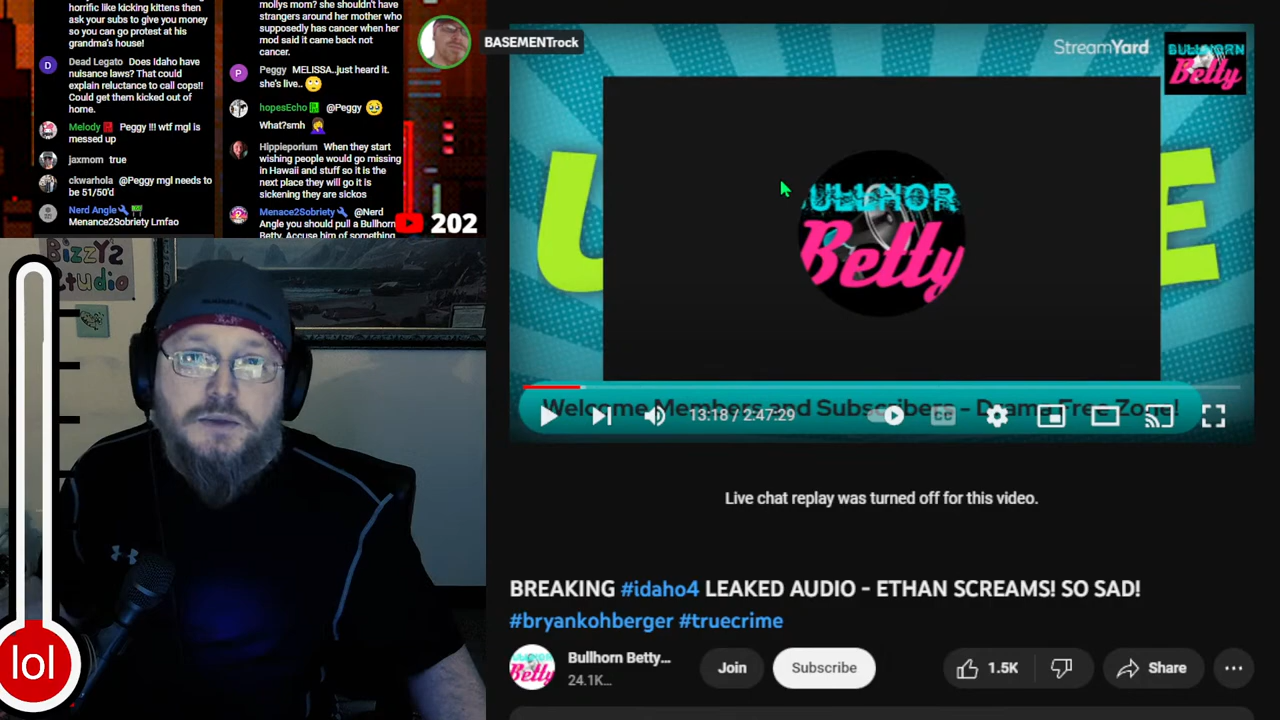 horrific like kicking kittens then
ask your subs to give you money
so you can go protest at his
grandma's house!
Dead Legato Does Idaho have
nuisance laws? That could
explain reluctance to call cops!!
Could get them kicked out of
home.
Melody Peggy !!! wtf mgl is
messed up
jaxmom true
ckwarhola @Peggy mgl needs to
be 51/50'd
Nerd Angle
Menance2Sobriety Lmfao
mollys mom? she shouldn't have
strangers around her mother who
supposedly has cancer when her
mod said it came back not
cancer.
Peggy MELISSA..just heard it.
she's live..
hopesEcho @Peggy
What?smh
Hippieporium When they start
wishing people would go missing
in Hawaii and stuff so it is the
next place they will go it is
sickening they are sickos
Menace2Sobriety @Nerd
Angle you should pull a Bullhorn
Betty. Accuse him of something
202
BASEMENTrock
BizzY's
Studio
lol
StreamYard
BULLHORN
Betty
U
E
BULLHOR
Betty
Welcome Members and Subscribers - Drama Free Zone!
13:18 / 2:47:29
CC
Live chat replay was turned off for this video.
BREAKING #idaho4 LEAKED AUDIO - ETHAN SCREAMS! SO SAD!
#bryankohberger #truecrime
Bullhorn Betty...
24.1K...
Join
Subscribe
1.5K
Share